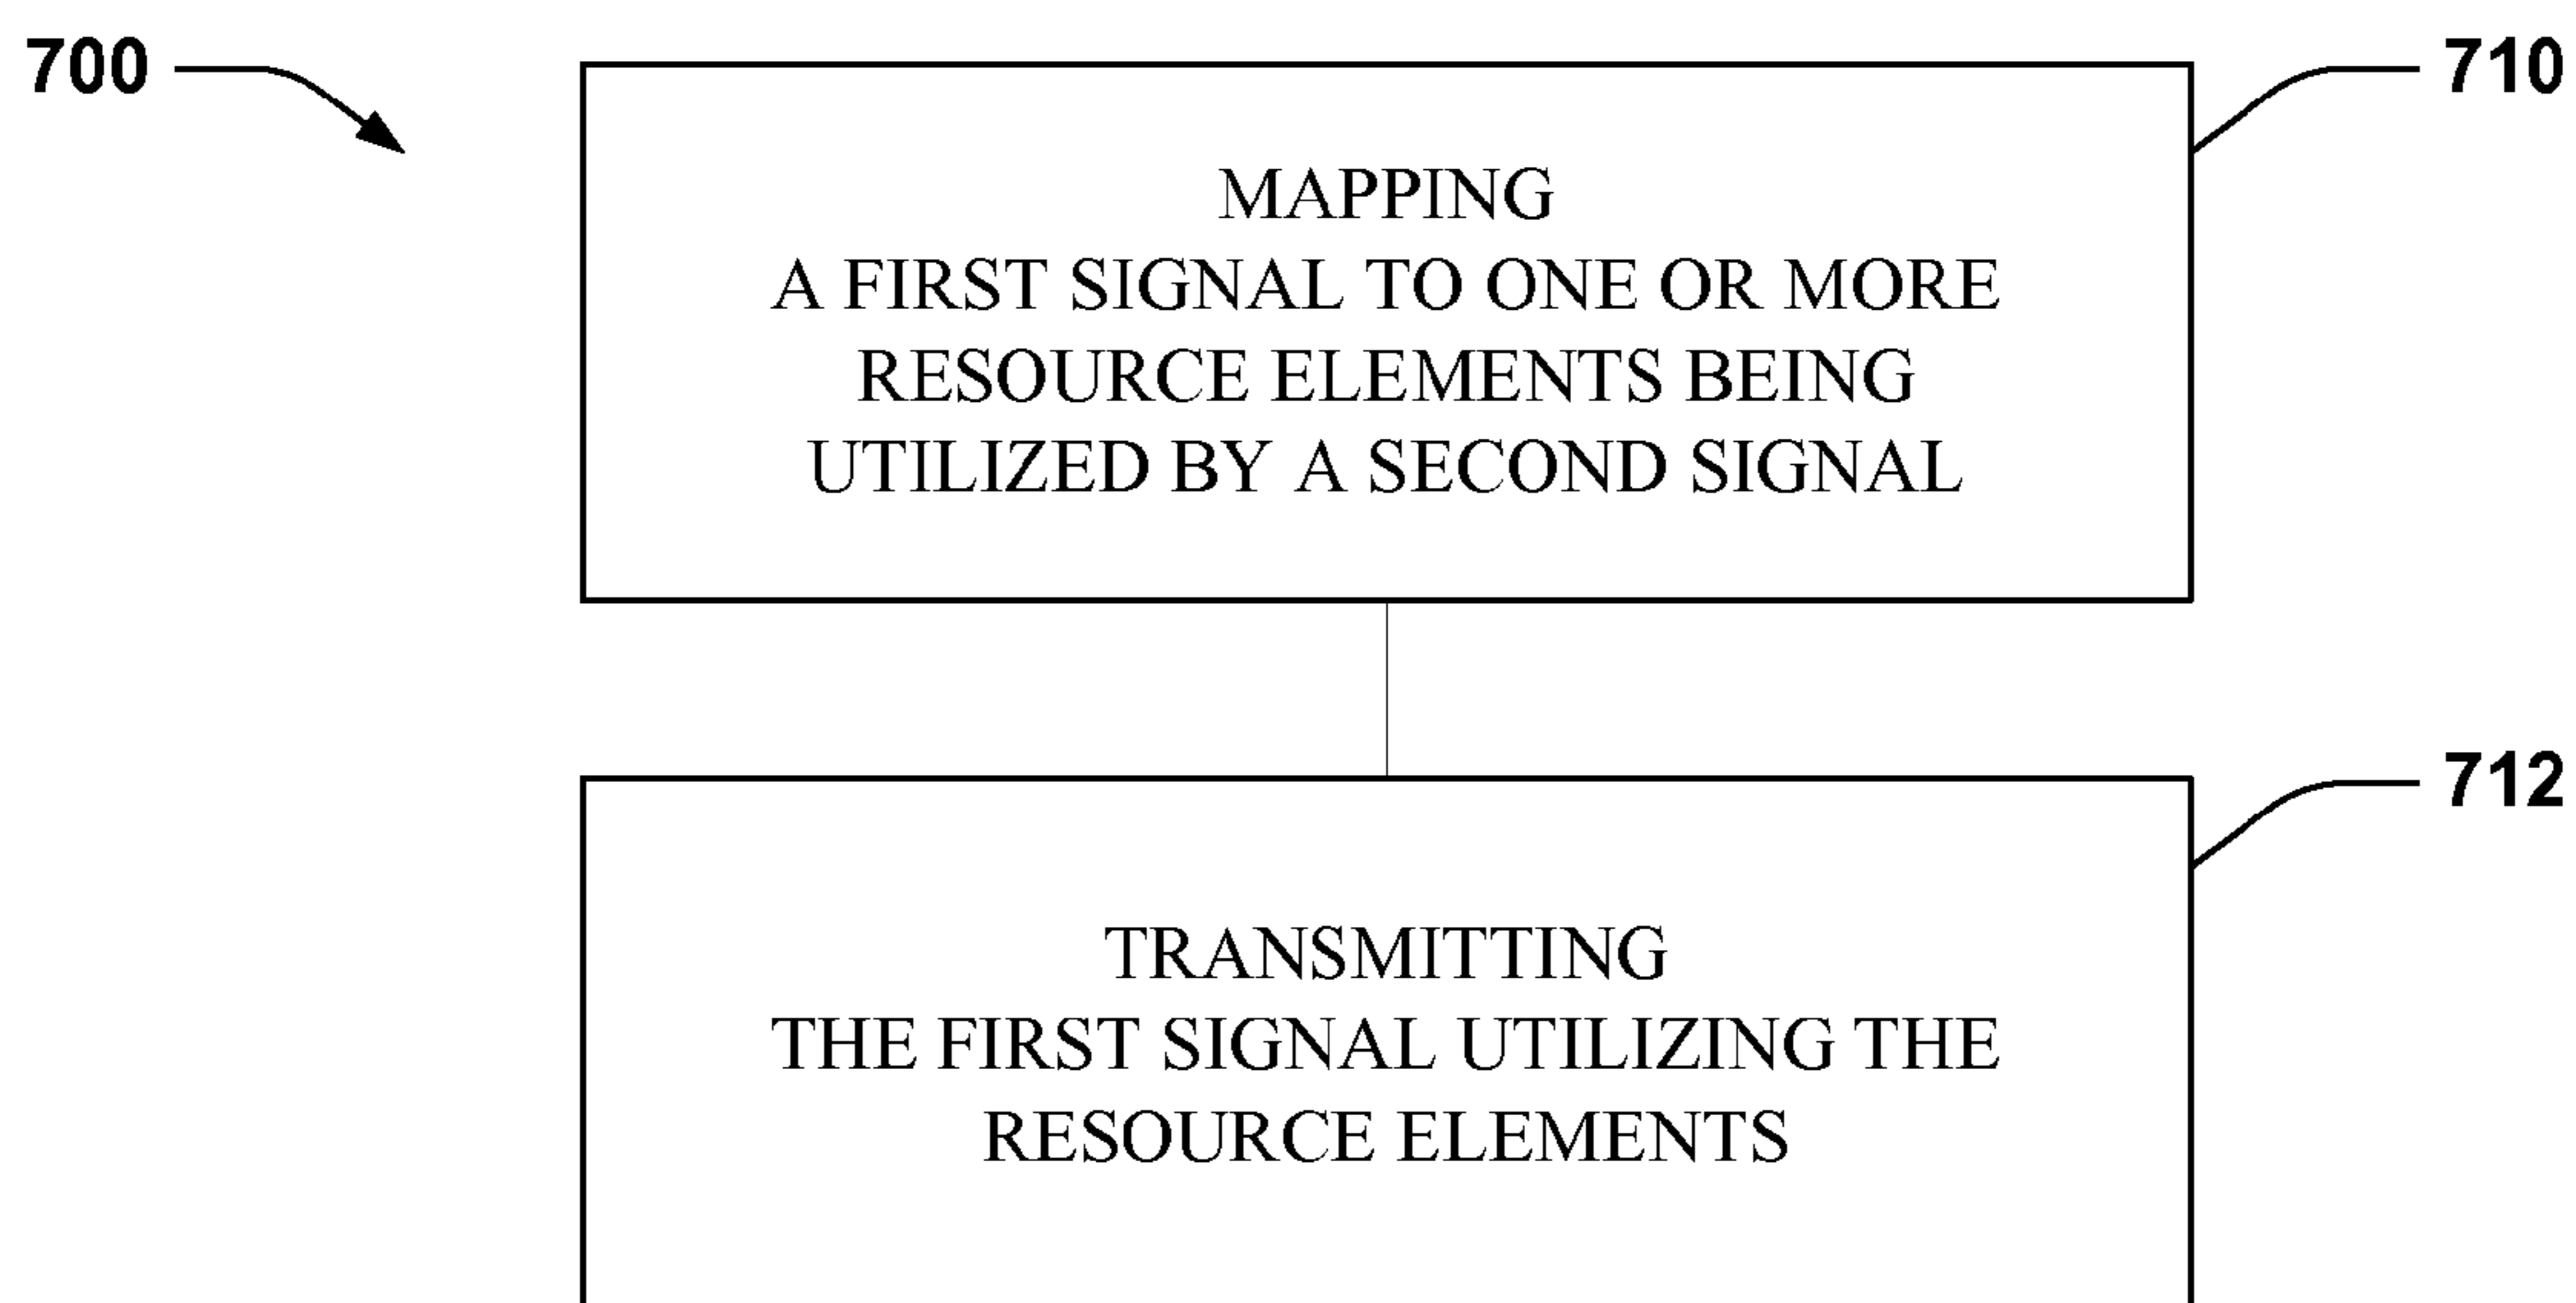 700
710
MAPPING
A FIRST SIGNAL TO ONE OR MORE
RESOURCE ELEMENTS BEING
UTILIZED BY A SECOND SIGNAL
712
TRANSMITTING
THE FIRST SIGNAL UTILIZING THE
RESOURCE ELEMENTS